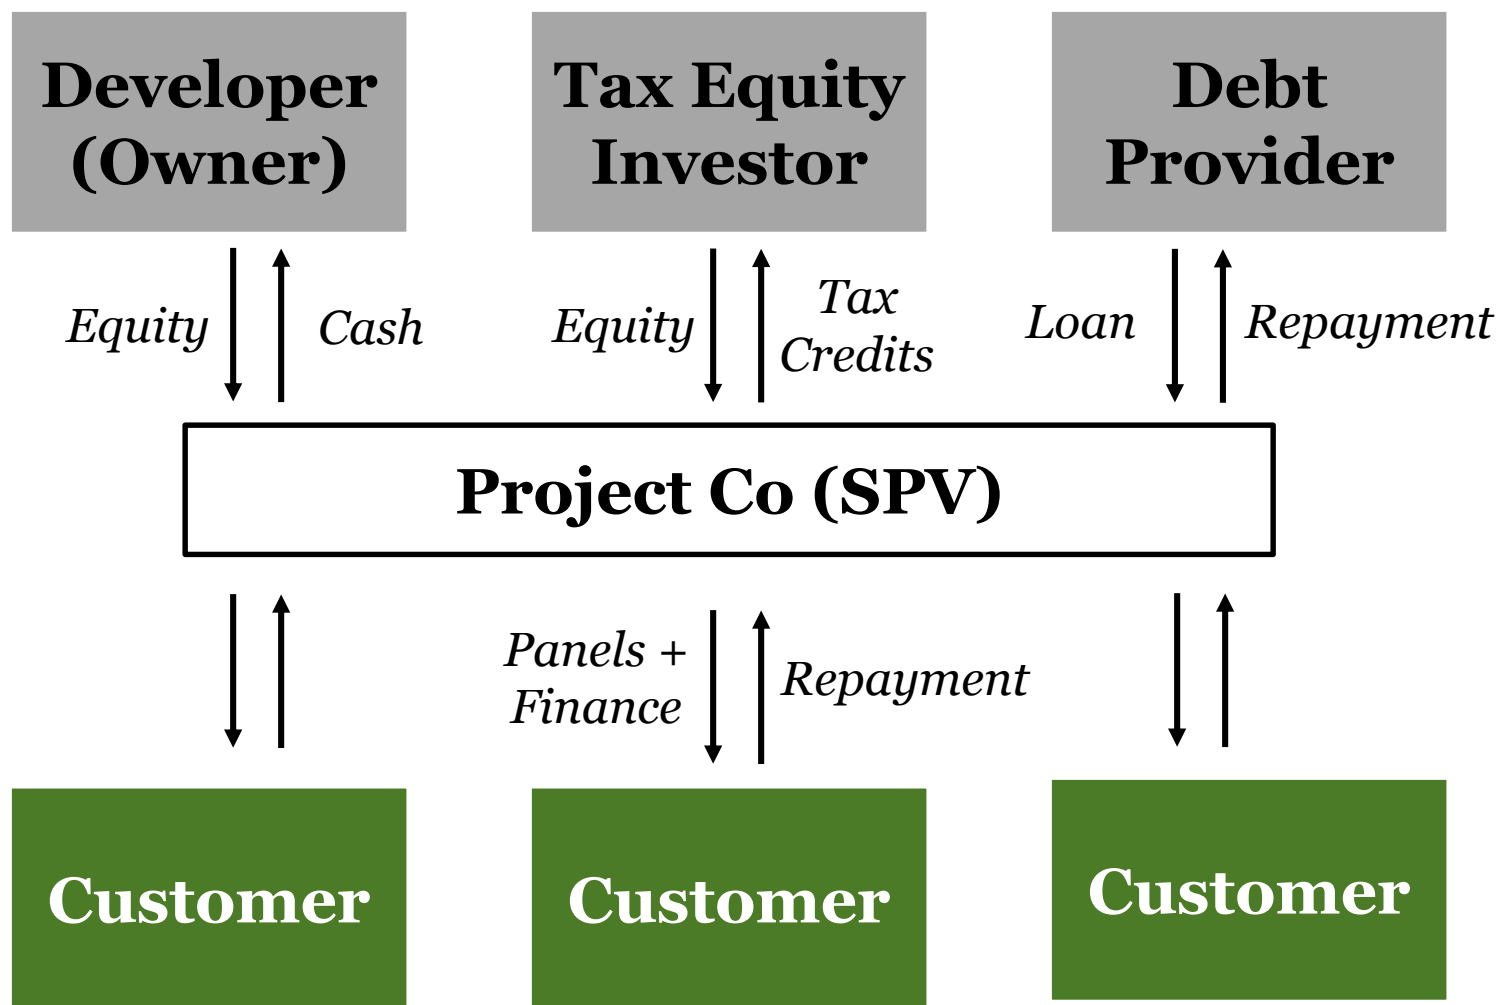 Developer
(Owner)
Tax Equity
Investor
Debt
Provider
Equity
Cash
Equity
Tax
Credits
Loan
Repayment
Project Co (SPV)
Panels +
Finance
Repayment
Customer
Customer
Customer